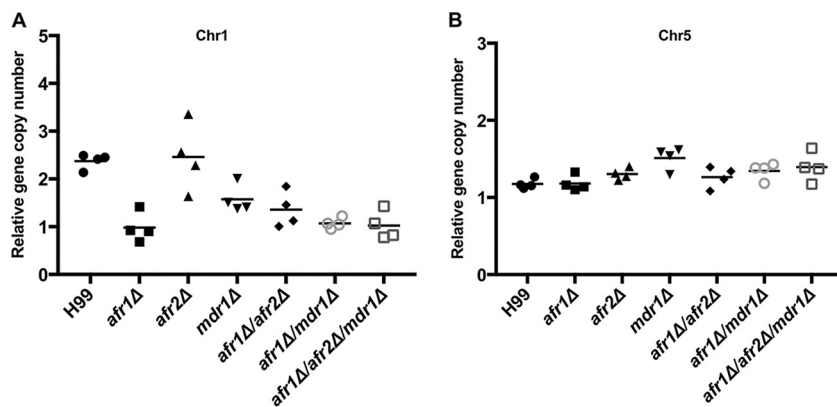 A
Chr1
Relative gene copy number
5
4
3
2
1
0
H99
afr1Δ
afr2Δ
mdr1Δ
afr1Δ/afr2Δ
afr1Δ/mdr1Δ
afr1Δ/afr2Δ/mdr1Δ
B
Chr5
Relative gene copy number
3
2
1
0
H99
afr1Δ
afr2Δ
mdr1Δ
afr1Δ/afr2Δ
afr1Δ/mdr1Δ
afr1Δ/afr2Δ/mdr1Δ